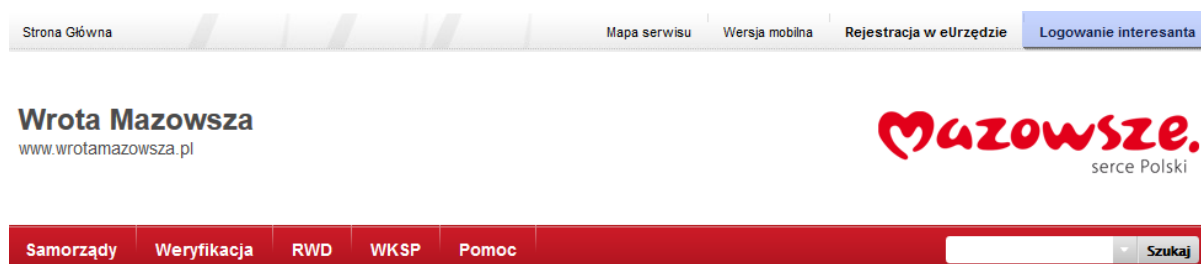 Strona Główna Mapa serwisu Wersja mobilna Rejestracja w eUrzędzie Logowanie interesanta
Wrota Mazowsza
www.wrotamazowsza.pl
Mazowsze.
serce Polski
Samorządy Weryfikacja RWD WKSP Pomoc Szukaj